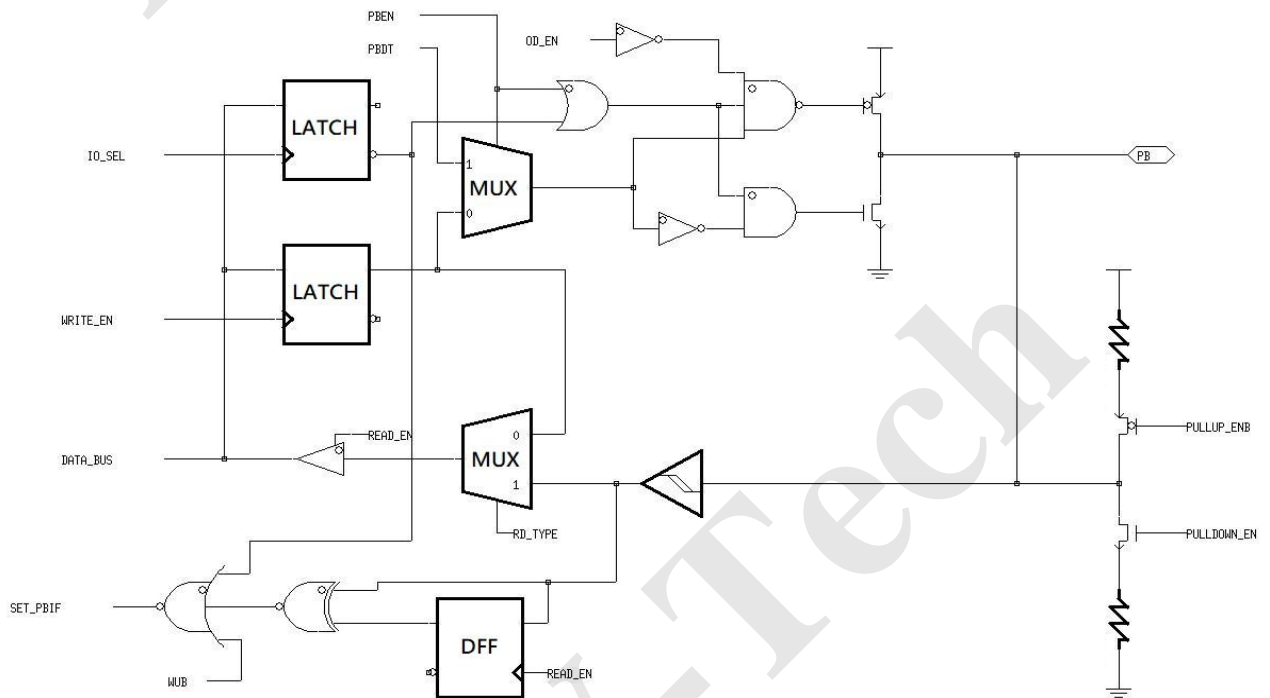 PBEN
OD_EN
PBDT
LATCH
IO_SEL
1
MUX
0
PB
LATCH
WRITE_EN
READ_EN
0
MUX
1
DATA_BUS
RD_TYPE
PULLUP_ENB
PULLDOWN_EN
SET_PBIF
DFF
READ_EN
WUB
-Tech